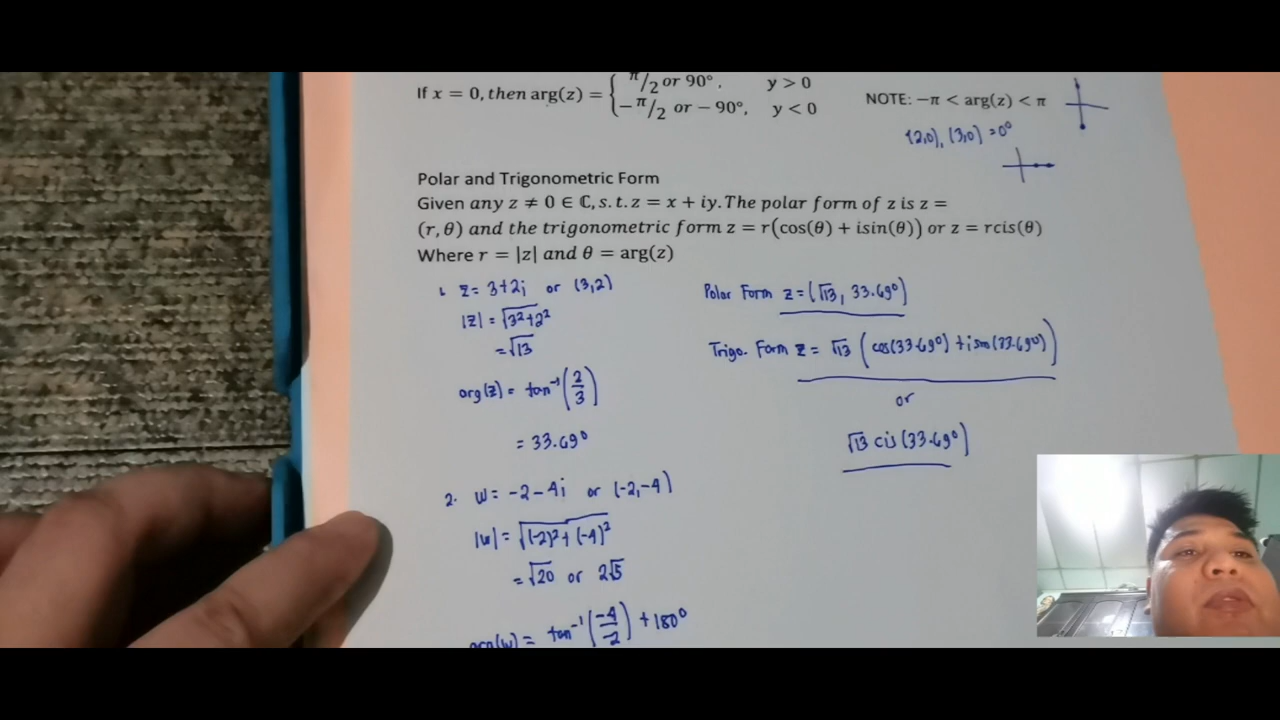 If x = 0, then arg(z) = { π/2 or 90°, y > 0
−π/2 or − 90°, y < 0
NOTE: −π < arg(z) < π
(2,0), (3,0) = 0°
Polar and Trigonometric Form
Given any z ≠ 0 ∈ ℂ, s. t. z = x + iy. The polar form of z is z =
(r, θ) and the trigonometric form z = r(cos(θ) + isin(θ)) or z = rcis(θ)
Where r = |z| and θ = arg(z)
1. z = 3+2i or (3,2)
|z| = √3²+2²
= √13
arg(z) = tan⁻¹(2/3)
= 33.69°
Polar Form z = (√13, 33.69°)
Trigo. Form z = √13 (cos(33.69°) + isin(33.69°))
or
√13 cis(33.69°)
2. w = -2-4i or (-2,-4)
|w| = √(-2)²+(-4)²
= √20 or 2√5
arg(w) = tan⁻¹(-4/-2) + 180°